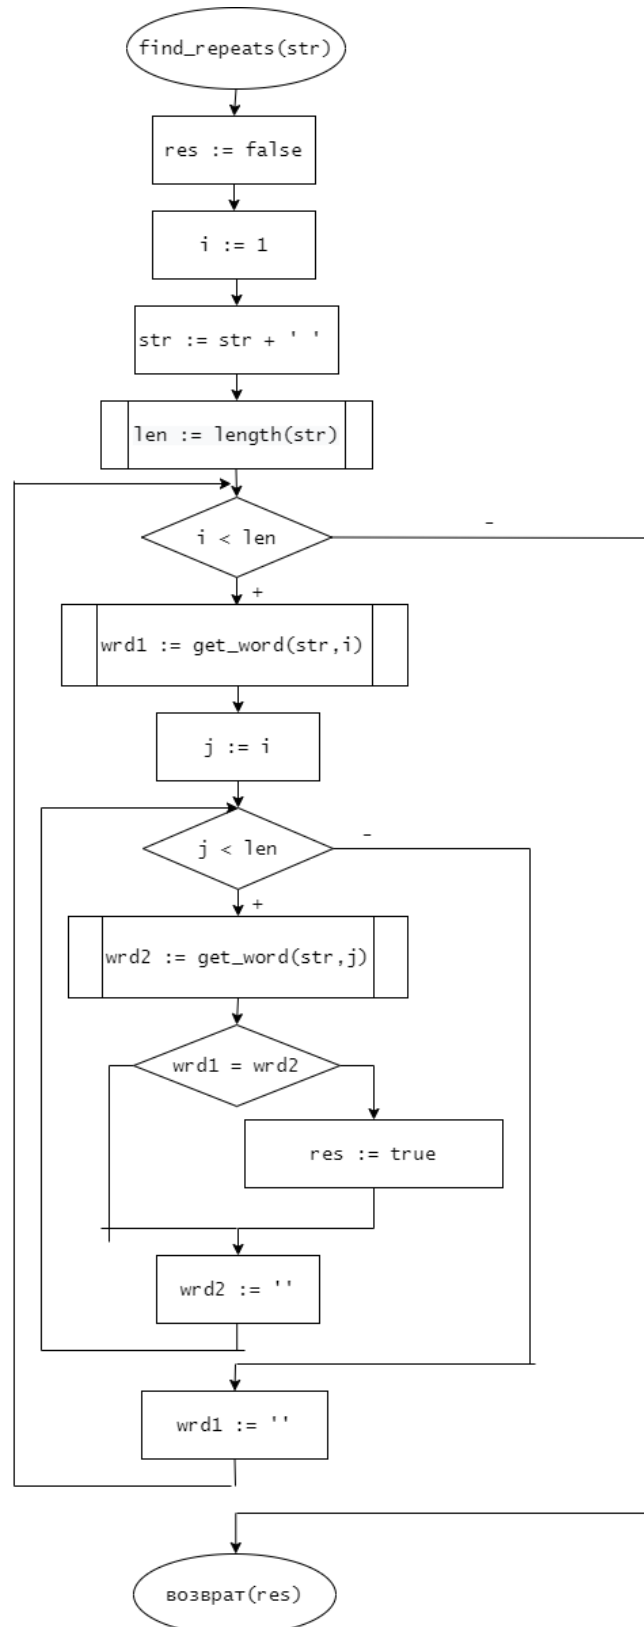 find_repeats(str)
res := false
i := 1
str := str + ' '
len := length(str)
i < len
-
+
wrd1 := get_word(str,i)
j := i
j < len
-
+
wrd2 := get_word(str,j)
wrd1 = wrd2
res := true
wrd2 := ''
wrd1 := ''
возврат(res)